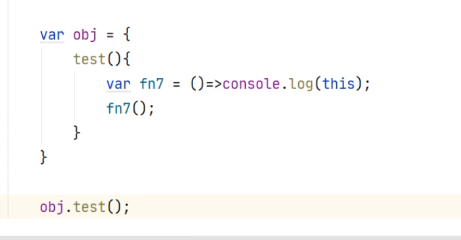 var obj = {
    test(){
        var fn7 = ()=>console.log(this);
        fn7();
    }
}
obj.test();